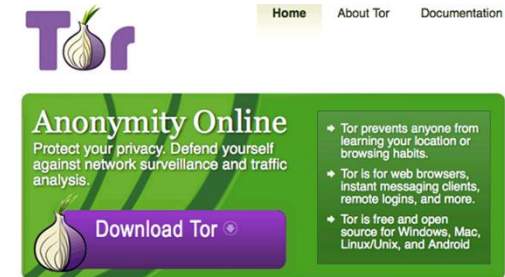 Home About Tor Documentation
Tor
Anonymity Online
Protect your privacy. Defend yourself
against network surveillance and traffic
analysis.
Download Tor
Tor prevents anyone from
learning your location or
browsing habits.
Tor is for web browsers,
instant messaging clients,
remote logins, and more.
Tor is free and open
source for Windows, Mac,
Linux/Unix, and Android